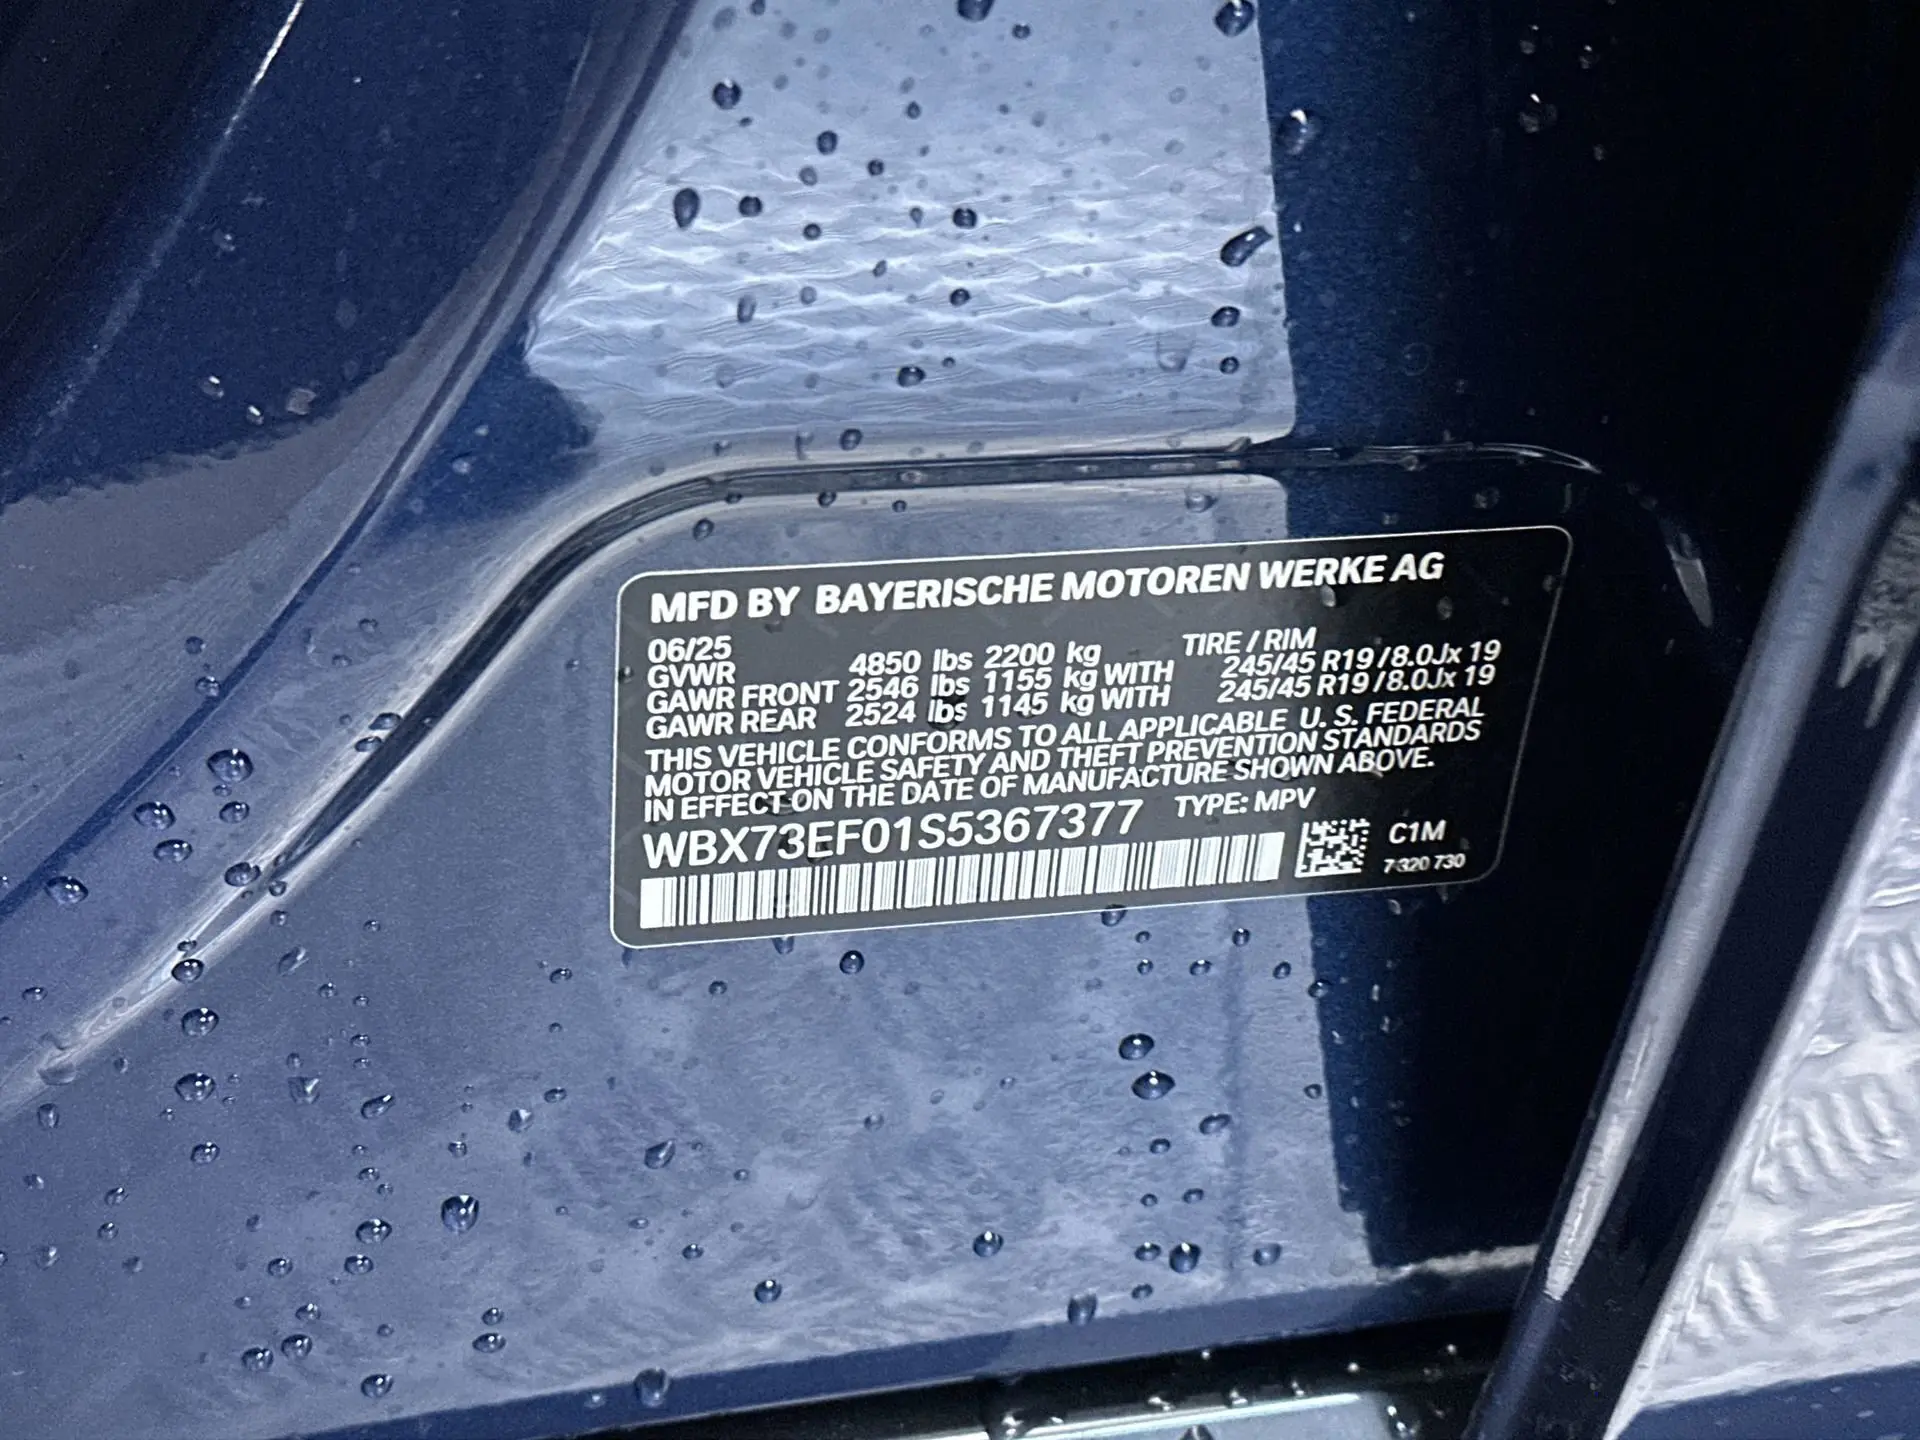 MFD BY BAYERISCHE MOTOREN WERKE AG
06/25 TIRE / RIM
GVWR 4850 lbs 2200 kg
GAWR FRONT 2546 lbs 1155 kg WITH 245/45 R19 / 8.0Jx 19
GAWR REAR 2524 lbs 1145 kg WITH 245/45 R19 / 8.0Jx 19
THIS VEHICLE CONFORMS TO ALL APPLICABLE U. S. FEDERAL
MOTOR VEHICLE SAFETY AND THEFT PREVENTION STANDARDS
IN EFFECT ON THE DATE OF MANUFACTURE SHOWN ABOVE.
WBX73EF01S5367377 TYPE: MPV
C1M
7 320 730